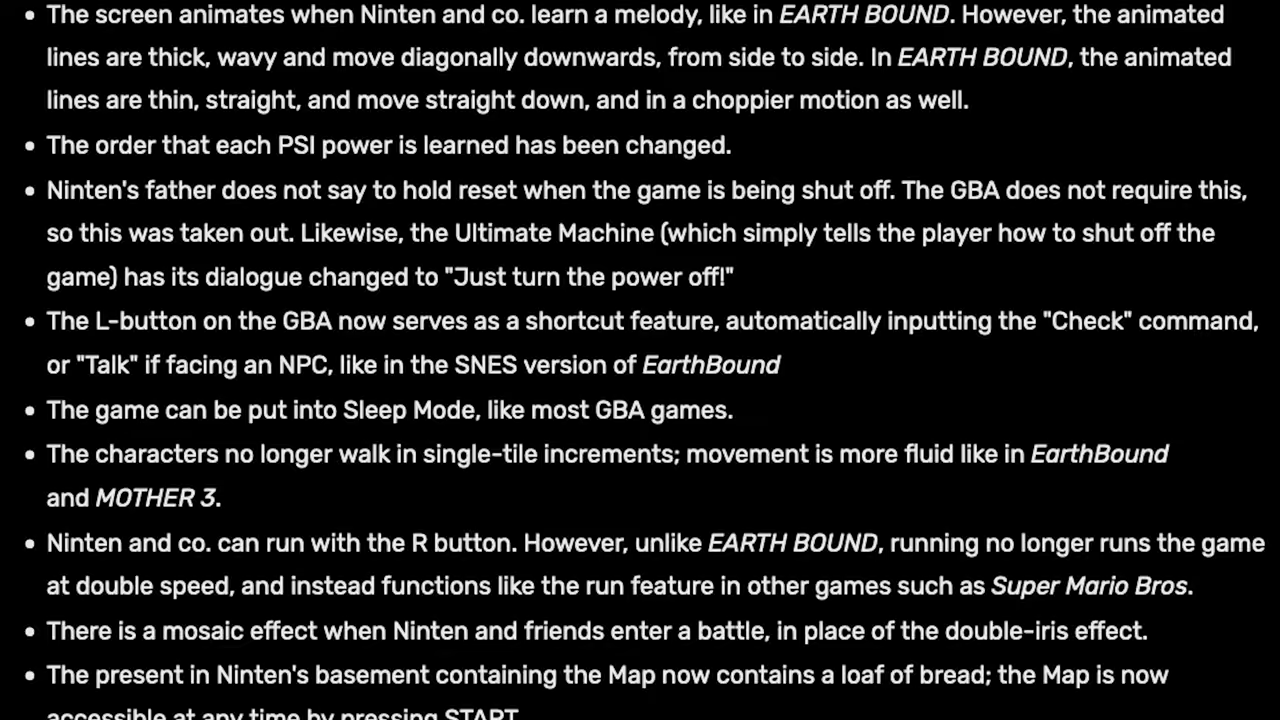 • The screen animates when Ninten and co. learn a melody, like in EARTH BOUND. However, the animated
lines are thick, wavy and move diagonally downwards, from side to side. In EARTH BOUND, the animated
lines are thin, straight, and move straight down, and in a choppier motion as well.
• The order that each PSI power is learned has been changed.
• Ninten's father does not say to hold reset when the game is being shut off. The GBA does not require this,
so this was taken out. Likewise, the Ultimate Machine (which simply tells the player how to shut off the
game) has its dialogue changed to "Just turn the power off!"
• The L-button on the GBA now serves as a shortcut feature, automatically inputting the "Check" command,
or "Talk" if facing an NPC, like in the SNES version of EarthBound
• The game can be put into Sleep Mode, like most GBA games.
• The characters no longer walk in single-tile increments; movement is more fluid like in EarthBound
and MOTHER 3.
• Ninten and co. can run with the R button. However, unlike EARTH BOUND, running no longer runs the game
at double speed, and instead functions like the run feature in other games such as Super Mario Bros.
• There is a mosaic effect when Ninten and friends enter a battle, in place of the double-iris effect.
• The present in Ninten's basement containing the Map now contains a loaf of bread; the Map is now
accessible at any time by pressing START.